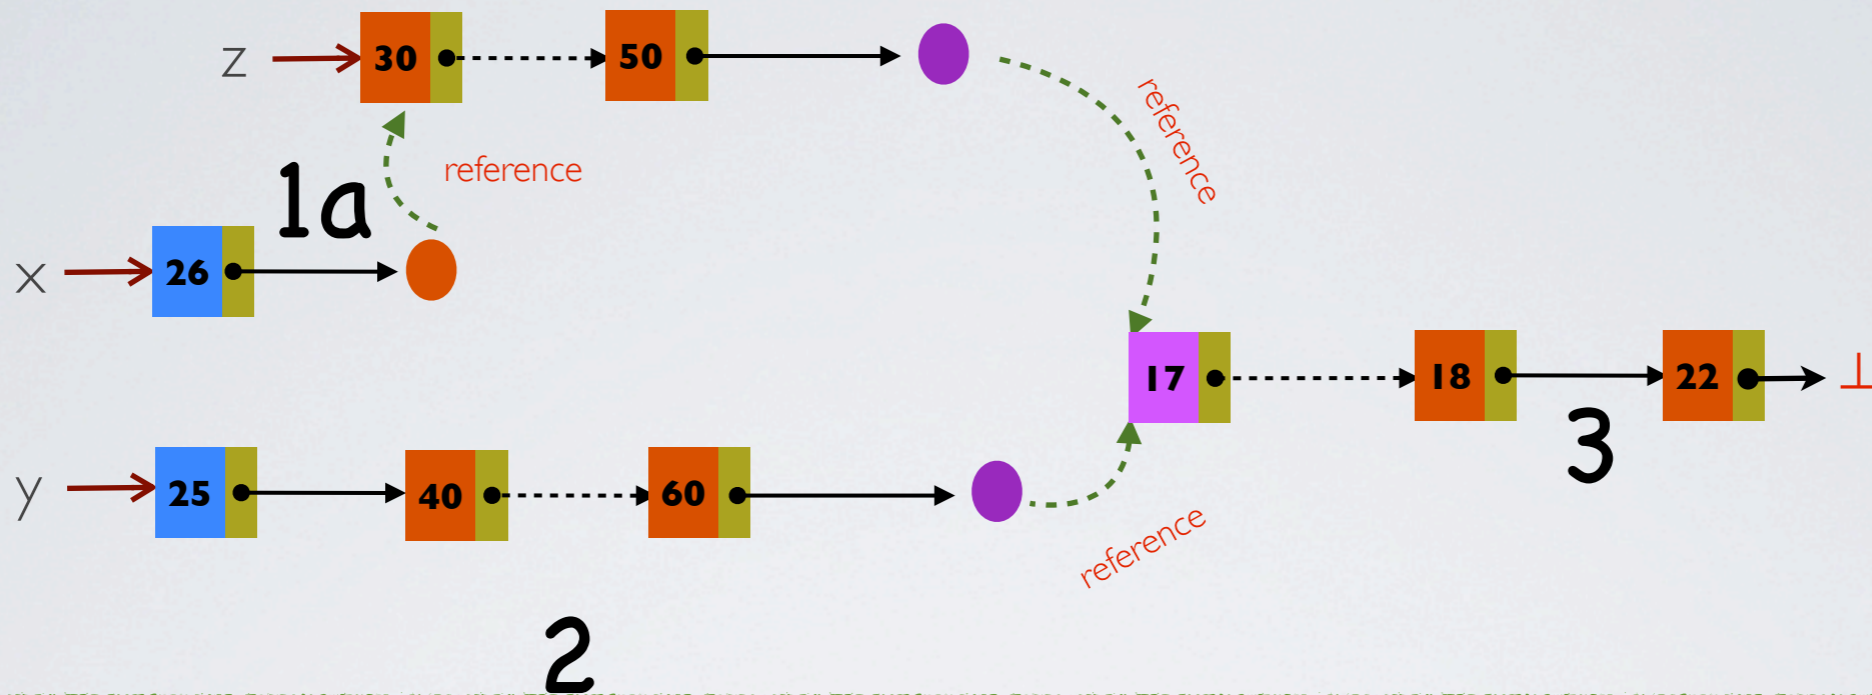 z 30 50
reference
reference
1a
x 26
17 18 22 ⊥
3
y 25 40 60
reference
2